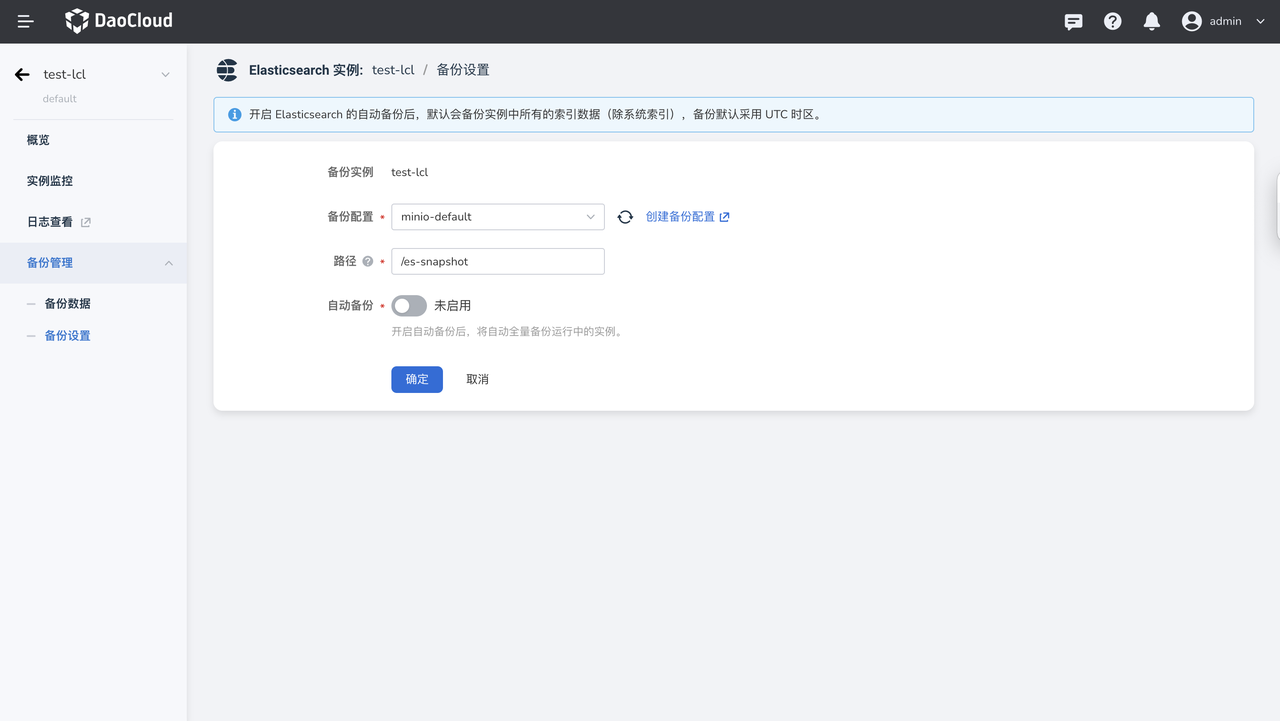 DaoCloud
admin
test-lcl
default
概览
实例监控
日志查看
备份管理
备份数据
备份设置
Elasticsearch 实例: test-lcl / 备份设置
开启 Elasticsearch 的自动备份后，默认会备份实例中所有的索引数据（除系统索引）, 备份默认采用 UTC 时区。
备份实例 test-lcl
备份配置 * minio-default 创建备份配置
路径 * /es-snapshot
自动备份 * 未启用
开启自动备份后，将自动全量备份运行中的实例。
确定 取消